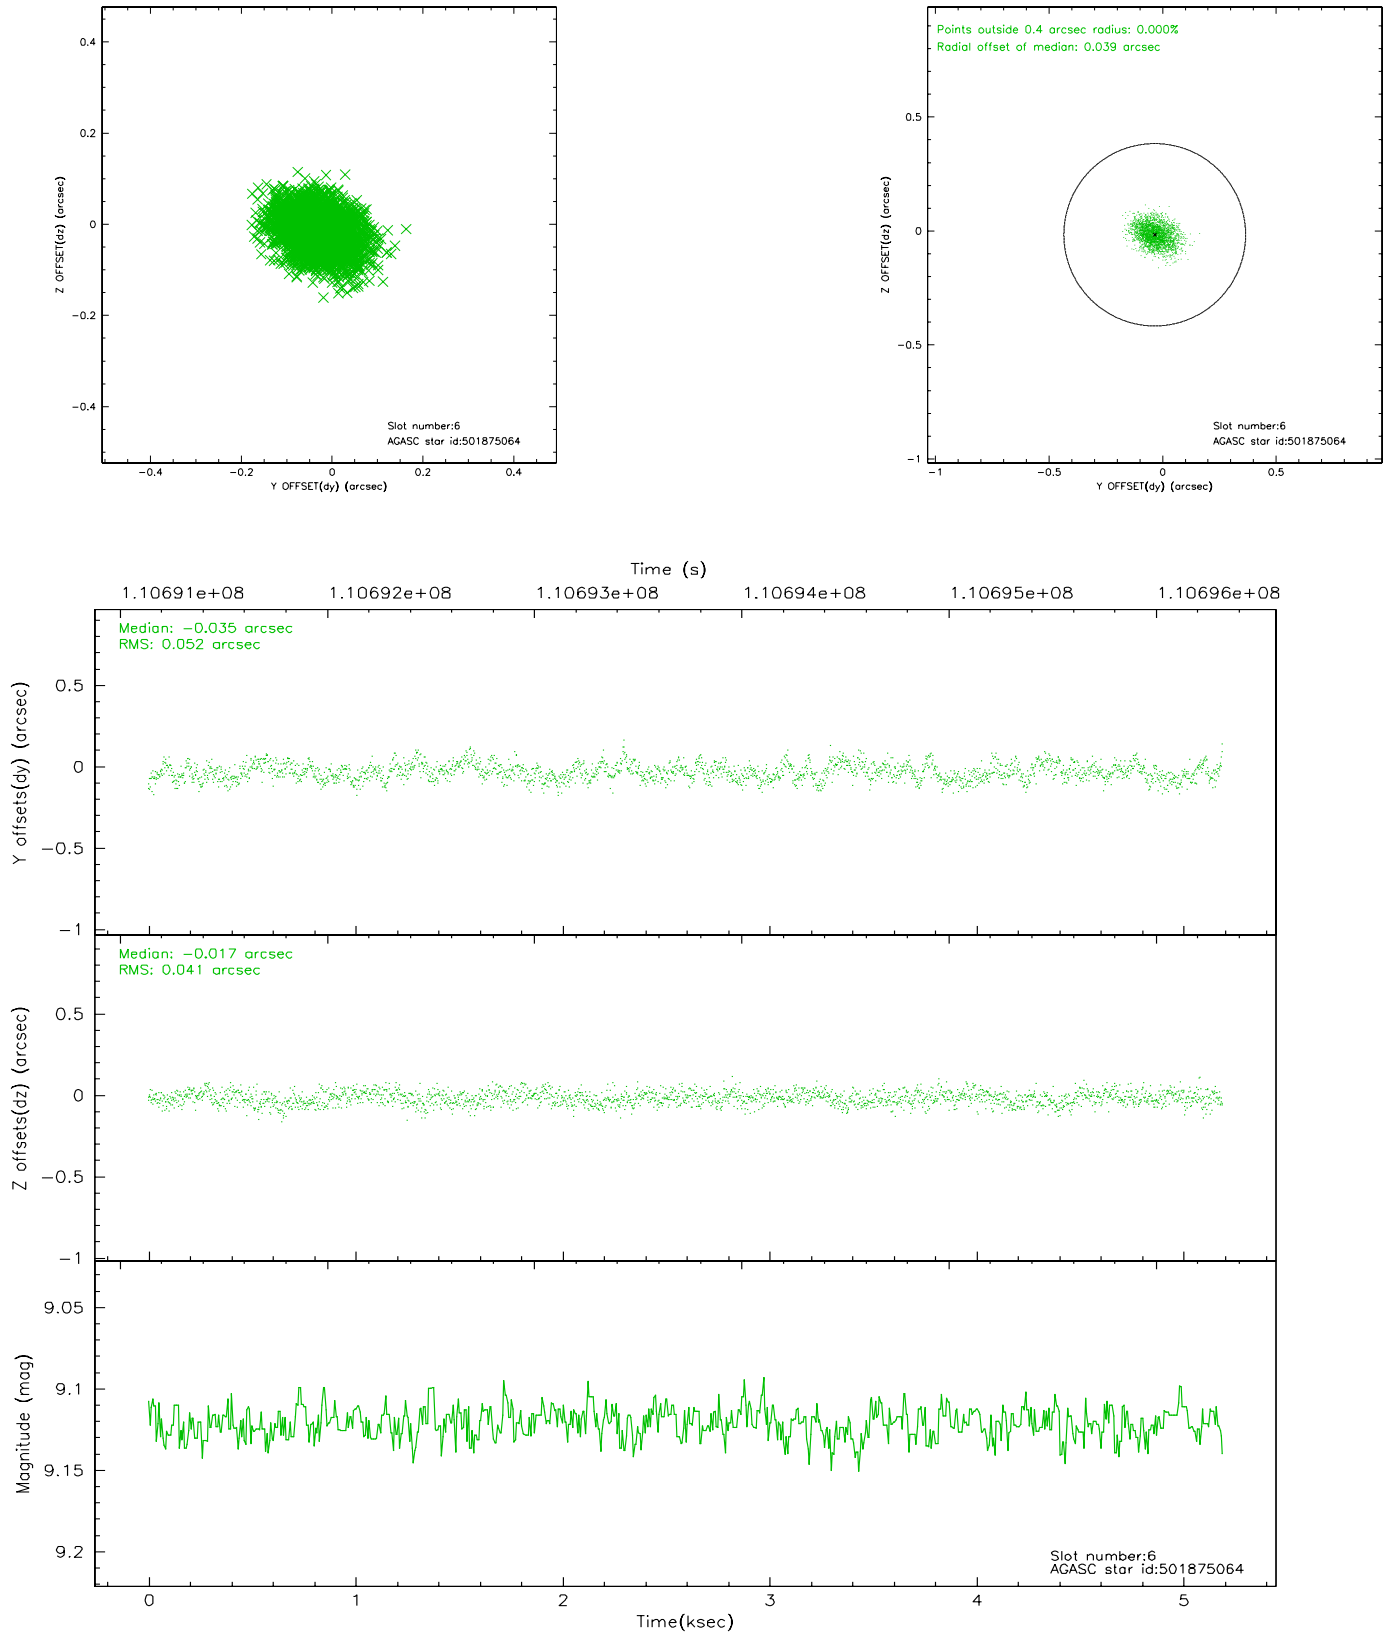 0.4
0.2
0
−0.2
−0.4
Z OFFSET(dz) (arcsec)
Slot number:6
AGASC star id:501875064
−0.4 −0.2 0 0.2 0.4
Y OFFSET(dy) (arcsec)
Points outside 0.4 arcsec radius: 0.000%
Radial offset of median: 0.039 arcsec
0.5
0
−0.5
−1
Z OFFSET(dz) (arcsec)
Slot number:6
AGASC star id:501875064
−1 −0.5 0 0.5
Y OFFSET(dy) (arcsec)
Time (s)
1.10691e+08 1.10692e+08 1.10693e+08 1.10694e+08 1.10695e+08 1.10696e+08
Median: −0.035 arcsec
RMS: 0.052 arcsec
0.5
0
−0.5
−1
Y offsets(dy) (arcsec)
Median: −0.017 arcsec
RMS: 0.041 arcsec
0.5
0
−0.5
−1
Z offsets(dz) (arcsec)
9.05
9.1
9.15
9.2
Magnitude (mag)
Slot number:6
AGASC star id:501875064
0 1 2 3 4 5
Time(ksec)